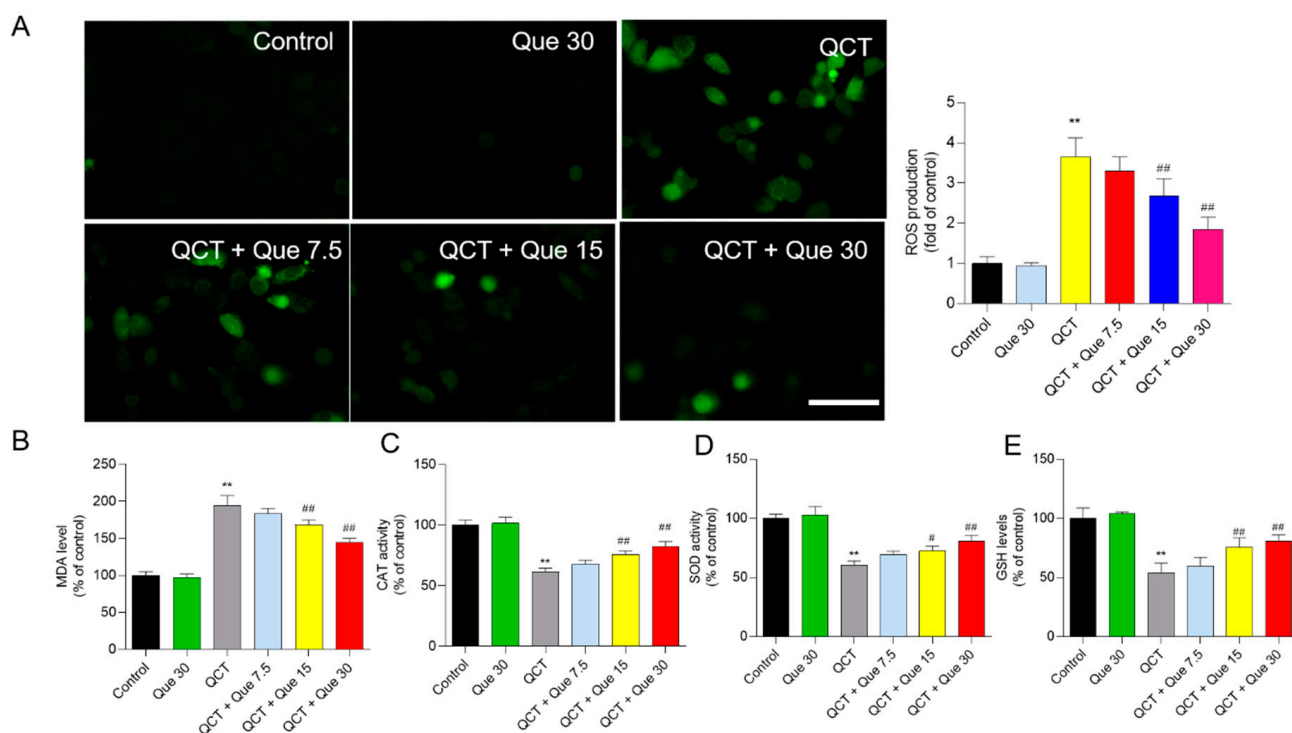 A
Control
Que 30
QCT
QCT + Que 7.5
QCT + Que 15
QCT + Que 30
ROS production
(fold of control)
5
4
3
2
1
0
**
##
##
Control
Que 30
QCT
QCT + Que 7.5
QCT + Que 15
QCT + Que 30
B
MDA level
(% of control)
250
200
150
100
50
0
**
##
##
Control
Que 30
QCT
QCT + Que 7.5
QCT + Que 15
QCT + Que 30
C
CAT activity
(% of control)
150
100
50
0
**
##
##
Control
Que 30
QCT
QCT + Que 7.5
QCT + Que 15
QCT + Que 30
D
SOD activity
(% of control)
150
100
50
0
**
#
##
Control
Que 30
QCT
QCT + Que 7.5
QCT + Que 15
QCT + Que 30
E
GSH levels
(% of control)
150
100
50
0
**
##
##
Control
Que 30
QCT
QCT + Que 7.5
QCT + Que 15
QCT + Que 30